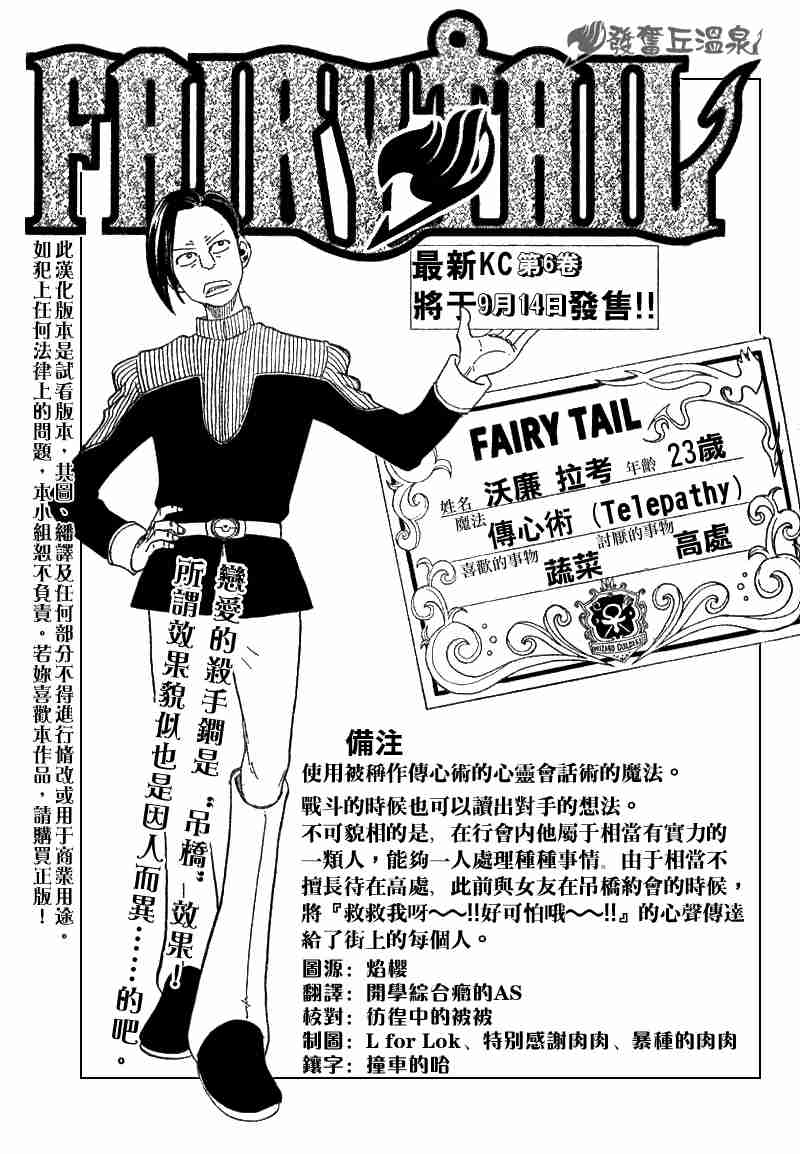 發奮丘溫泉
FAIRY TAIL
最新KC第6卷
將于9月14日發售!!
FAIRY TAIL
姓名 沃廉 拉考 年齡 23歲
魔法 傳心術 (Telepathy)
喜歡的事物 蔬菜 討厭的事物 高處
WIZARD GUILDERS
戀愛的殺手鐧是“吊橋”效果!
所謂效果貌似也是因人而異……的吧。
此漢化版本是試看版本，其圖、繙譯及任何部分不得進行脩改或用于商業用途。
如犯上任何法律上的問題，本小組恕不負責。若妳喜歡本作品，請購買正版！
備注
使用被稱作傳心術的心靈會話術的魔法。
戰斗的時候也可以讀出對手的想法。
不可貌相的是，在行會内他屬于相當有實力的
一類人，能夠一人處理種種事情。由于相當不
擅長待在高處，此前與女友在吊橋約會的時候，
將『救救我呀～～!!好可怕哦～～!!』的心聲傳達
給了街上的每個人。
圖源：焰櫻
翻譯：開學綜合癥的AS
核對：彷徨中的被被
制圖：L for Lok、特別感謝肉肉、暴種的肉肉
鑲字：撞車的哈